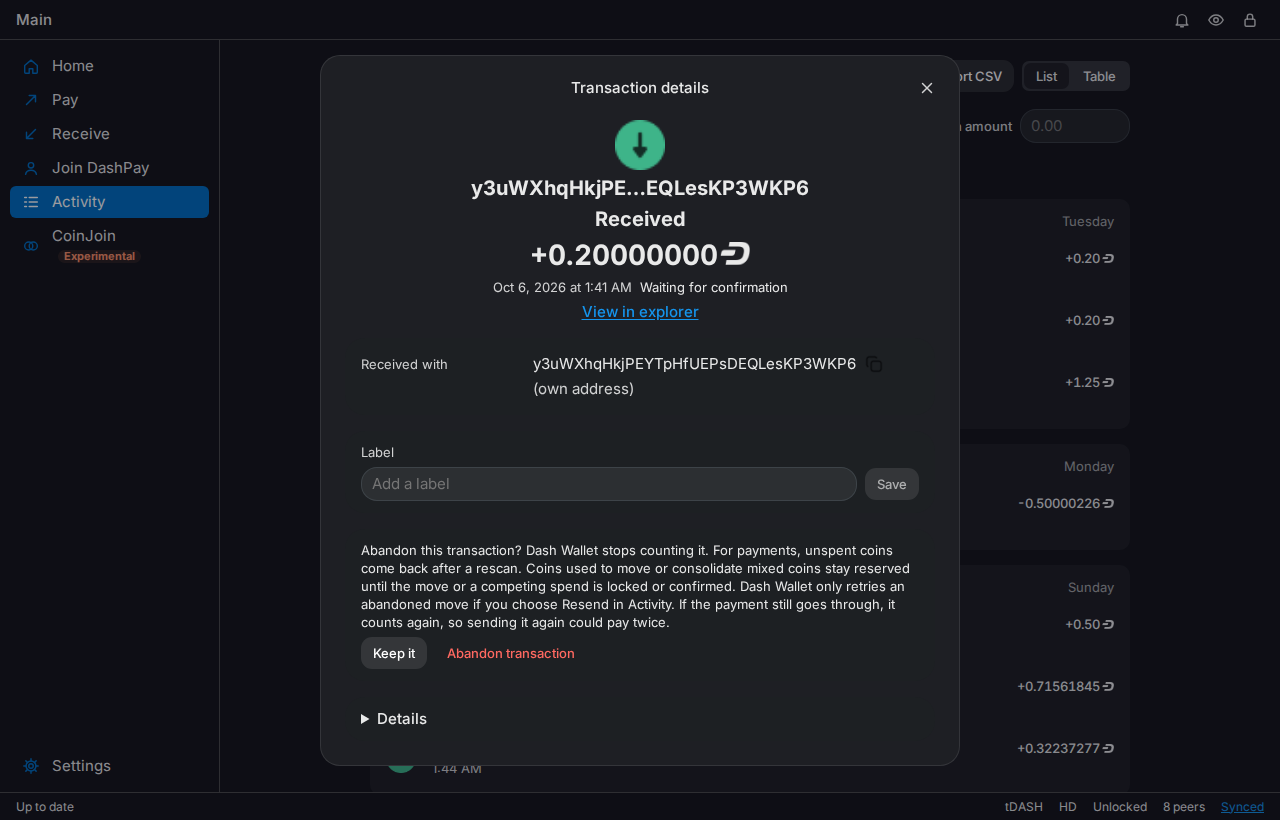 Main
Home
Pay
Receive
Join DashPay
Activity
CoinJoin
Experimental
Settings
CSV
List
Table
amount
0.00
Transaction details
y3uWXhqHkjPE...EQLesKP3WKP6
Received
+0.20000000
Oct 6, 2026 at 1:41 AM Waiting for confirmation
View in explorer
Received with
y3uWXhqHkjPEYTpHfUEPsDEQLesKP3WKP6
(own address)
Label
Add a label
Save
Abandon this transaction? Dash Wallet stops counting it. For payments, unspent coins
come back after a rescan. Coins used to move or consolidate mixed coins stay reserved
until the move or a competing spend is locked or confirmed. Dash Wallet only retries an
abandoned move if you choose Resend in Activity. If the payment still goes through, it
counts again, so sending it again could pay twice.
Keep it
Abandon transaction
Details
Tuesday
+0.20
+0.20
+1.25
Monday
-0.50000226
Sunday
+0.50
+0.71561845
+0.32237277
1:44 AM
Up to date
tDASH
HD
Unlocked
8 peers
Synced